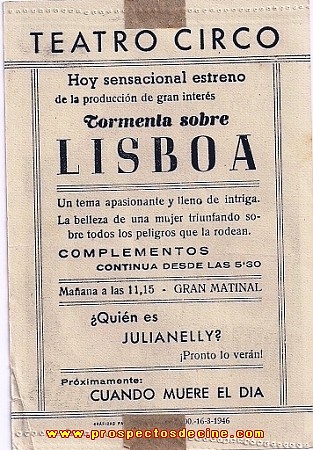 TEATRO CIRCO
Hoy sensacional estreno
de la producción de gran interés
Tormenta sobre
LISBOA
Un tema apasionante y lleno de intriga.
La belleza de una mujer triunfando so-
bre todos los peligros que la rodean.
COMPLEMENTOS
CONTINUA DESDE LAS 5'30
Mañana a las 11,15 - GRAN MATINAL
¿Quién es
JULIANELLY?
¡Pronto lo verán!
Próximamente:
CUANDO MUERE EL DIA
-16-3-1946
www.prospectosdecine.com